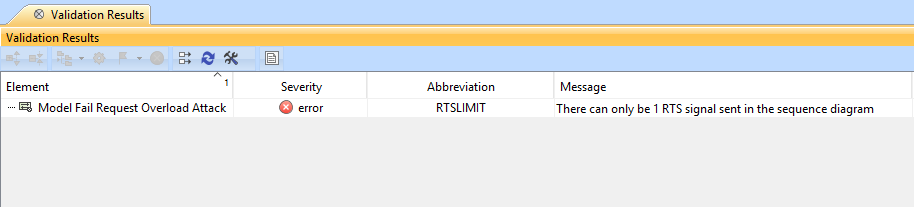 Validation Results
Validation Results
Element 1 Severity Abbreviation Message
Model Fail Request Overload Attack error RTSLIMIT There can only be 1 RTS signal sent in the sequence diagram